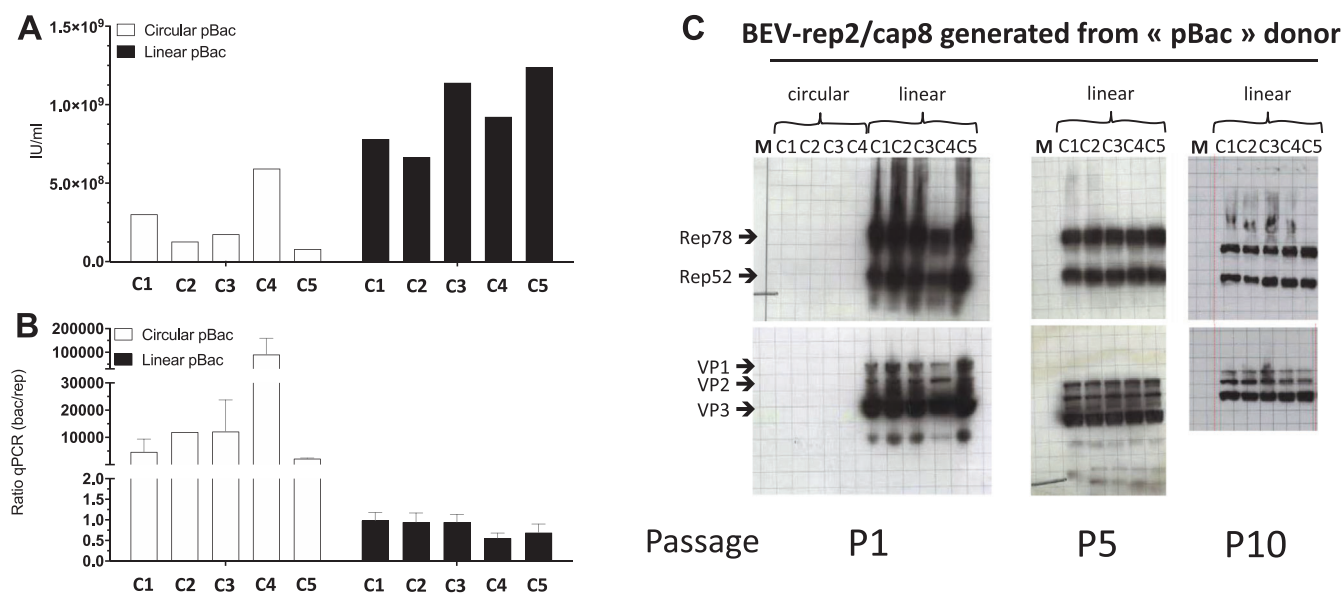 A
1.5×10⁹
Circular pBac
Linear pBac
1.0×10⁹
IU/ml
5.0×10⁸
0.0
C1 C2 C3 C4 C5 C1 C2 C3 C4 C5
B
200000
Circular pBac
100000
Linear pBac
30000
20000
10000
Ratio qPCR (bac/rep)
2.0
1.5
1.0
0.5
0.0
C1 C2 C3 C4 C5 C1 C2 C3 C4 C5
C BEV-rep2/cap8 generated from « pBac » donor
circular linear linear linear
M C1 C2 C3 C4 C1 C2 C3 C4 C5 M C1 C2 C3 C4 C5 M C1 C2 C3 C4 C5
Rep78
Rep52
VP1
VP2
VP3
Passage P1 P5 P10